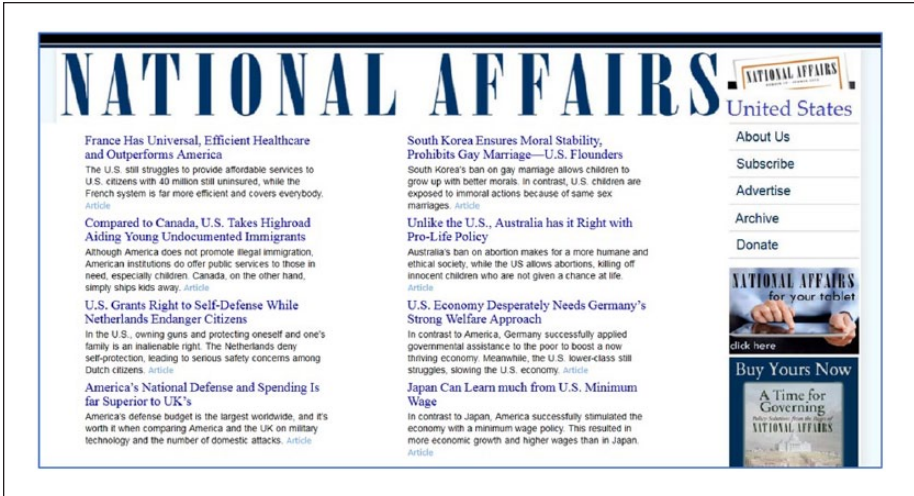 NATIONAL AFFAIRS
France Has Universal, Efficient Healthcare
and Outperforms America
The U.S. still struggles to provide affordable services to
U.S. citizens with 40 million still uninsured, while the
French system is far more efficient and covers everybody.
Article
Compared to Canada, U.S. Takes Highroad
Aiding Young Undocumented Immigrants
Although America does not promote illegal immigration,
American institutions do offer public services to those in
need, especially children. Canada, on the other hand,
simply ships kids away. Article
U.S. Grants Right to Self-Defense While
Netherlands Endanger Citizens
In the U.S., owning guns and protecting oneself and one's
family is an inalienable right. The Netherlands deny
self-protection, leading to serious safety concerns among
Dutch citizens. Article
America's National Defense and Spending Is
far Superior to UK's
America's defense budget is the largest worldwide, and it's
worth it when comparing America and the UK on military
technology and the number of domestic attacks. Article
South Korea Ensures Moral Stability,
Prohibits Gay Marriage—U.S. Flounders
South Korea's ban on gay marriage allows children to
grow up with better morals. In contrast, U.S. children are
exposed to immoral actions because of same sex
marriages. Article
Unlike the U.S., Australia has it Right with
Pro-Life Policy
Australia's ban on abortion makes for a more humane and
ethical society, while the US allows abortions, killing off
innocent children who are not given a chance at life.
Article
U.S. Economy Desperately Needs Germany's
Strong Welfare Approach
In contrast to America, Germany successfully applied
governmental assistance to the poor to boost a now
thriving economy. Meanwhile, the U.S. lower-class still
struggles, slowing the U.S. economy. Article
Japan Can Learn much from U.S. Minimum
Wage
In contrast to Japan, America successfully stimulated the
economy with a minimum wage policy. This resulted in
more economic growth and higher wages than in Japan.
Article
NATIONAL AFFAIRS
United States
About Us
Subscribe
Advertise
Archive
Donate
NATIONAL AFFAIRS
for your tablet
click here
Buy Yours Now
A Time for
Governing
Policy Solutions from the Pages of
NATIONAL AFFAIRS